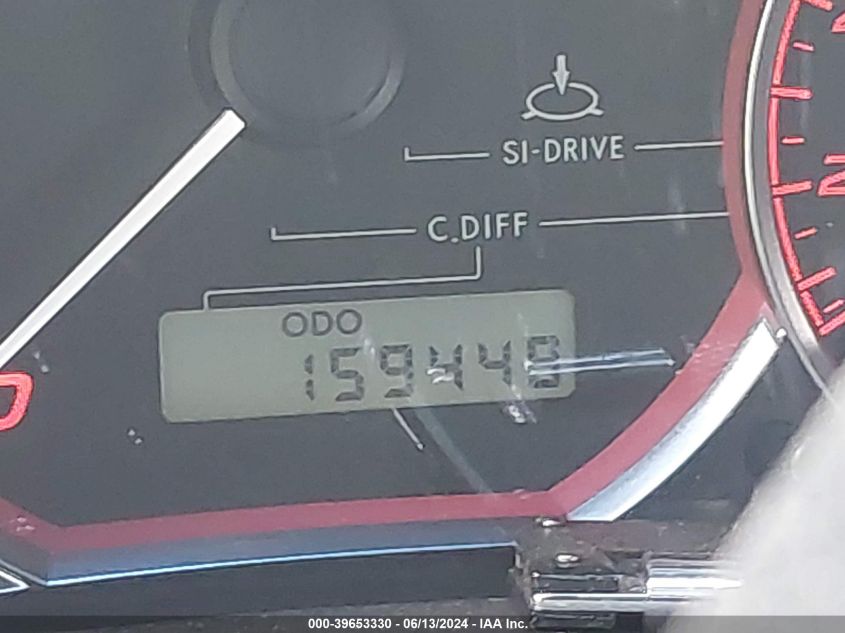 SI-DRIVE
C.DIFF
ODO
159448
000-39653330 - 06/13/2024 - IAA Inc.